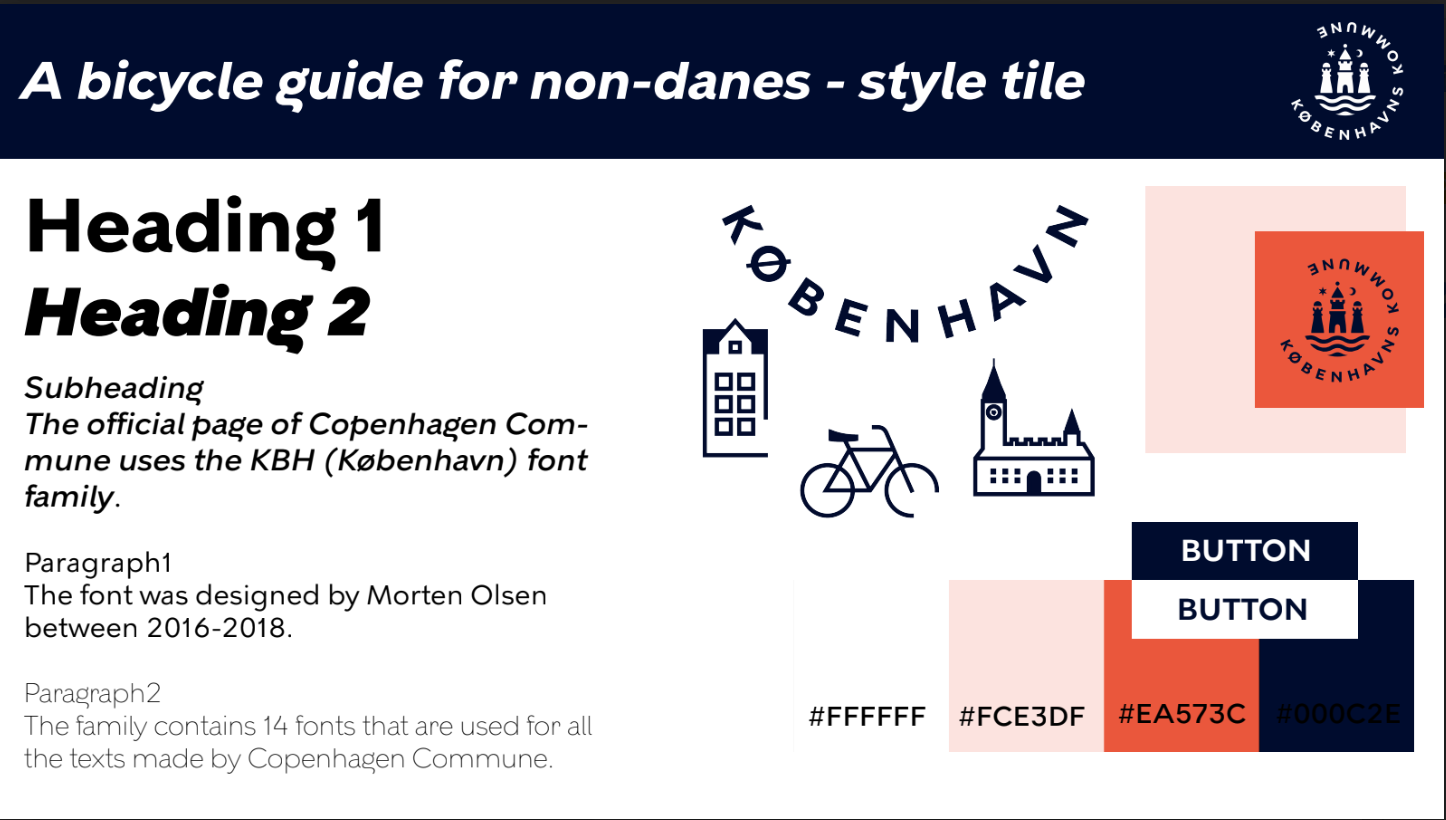 A bicycle guide for non-danes - style tile
KØBENHAVNS KOMMUNE
Heading 1
Heading 2
Subheading
The official page of Copenhagen Com-
mune uses the KBH (København) font
family.
Paragraph1
The font was designed by Morten Olsen
between 2016-2018.
Paragraph2
The family contains 14 fonts that are used for all
the texts made by Copenhagen Commune.
KØBENHAVN
KØBENHAVNS KOMMUNE
BUTTON
BUTTON
#FFFFFF
#FCE3DF
#EA573C
#000C2E